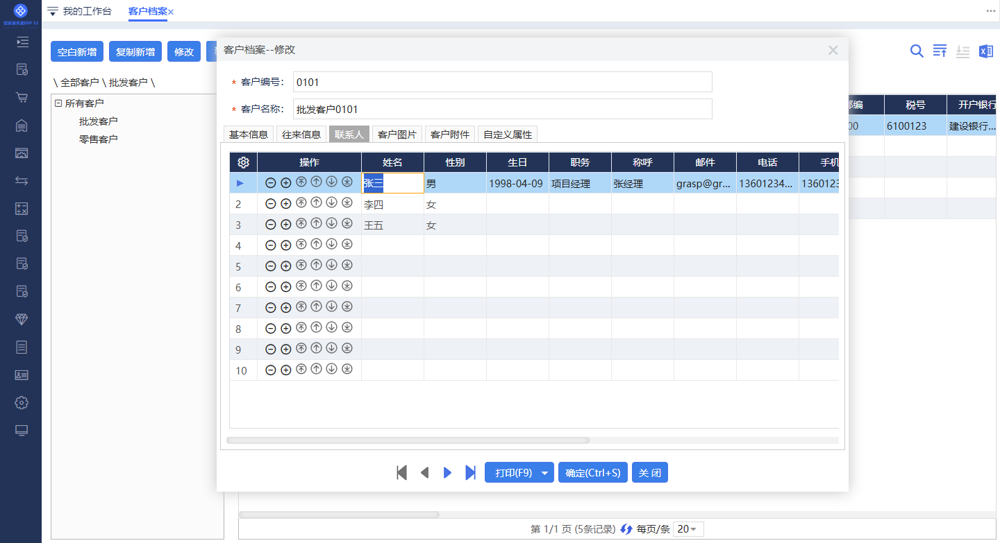 我的工作台 客户档案
空白新增 复制新增 修改
\ 全部客户 \ 批发客户 \
所有客户
批发客户
零售客户
客户档案--修改
* 客户编号: 0101
* 客户名称: 批发客户0101
基本信息 往来信息 联系人 客户图片 客户附件 自定义属性
操作 姓名 性别 生日 职务 称呼 邮件 电话 手机
张三 男 1998-04-09 项目经理 张经理 grasp@gr... 13601234... 1360123
2 李四 女
3 王五 女
4
5
6
7
8
9
10
打印(F9) 确定(Ctrl+S) 关 闭
税号 开户银行
00 6100123 建设银行...
第 1/1 页 (5条记录) 每页/条 20